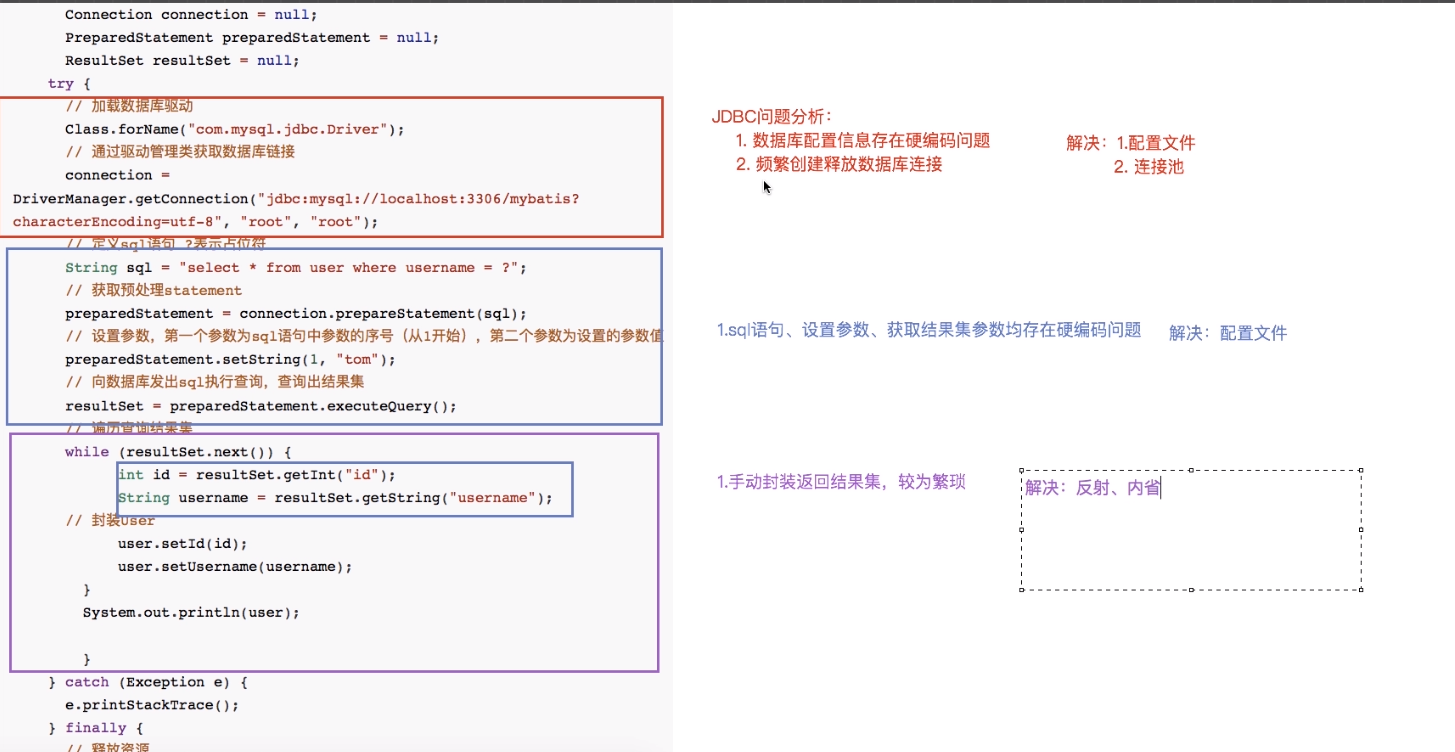 Connection connection = null;
PreparedStatement preparedStatement = null;
ResultSet resultSet = null;
try {
// 加载数据库驱动
Class.forName("com.mysql.jdbc.Driver");
// 通过驱动管理类获取数据库链接
connection =
DriverManager.getConnection("jdbc:mysql://localhost:3306/mybatis?
characterEncoding=utf-8", "root", "root");
// 定义sql语句 ?表示占位符
String sql = "select * from user where username = ?";
// 获取预处理statement
preparedStatement = connection.prepareStatement(sql);
// 设置参数，第一个参数为sql语句中参数的序号（从1开始），第二个参数为设置的参数值
preparedStatement.setString(1, "tom");
// 向数据库发出sql执行查询，查询出结果集
resultSet = preparedStatement.executeQuery();
// 遍历查询结果集
while (resultSet.next()) {
int id = resultSet.getInt("id");
String username = resultSet.getString("username");
// 封装User
user.setId(id);
user.setUsername(username);
}
System.out.println(user);
}
} catch (Exception e) {
e.printStackTrace();
} finally {
// 释放资源
JDBC问题分析：
1. 数据库配置信息存在硬编码问题
2. 频繁创建释放数据库连接
解决：1.配置文件
2. 连接池
1.sql语句、设置参数、获取结果集参数均存在硬编码问题
解决：配置文件
1.手动封装返回结果集，较为繁琐
解决：反射、内省